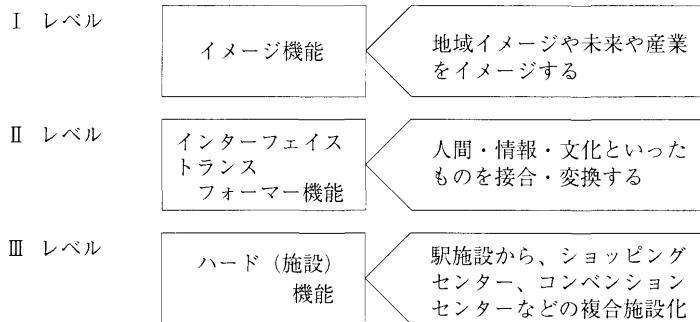 Ⅰ レベル
イメージ機能
地域イメージや未来や産業
をイメージする
Ⅱ レベル
インターフェイス
トランス
フォーマー機能
人間・情報・文化といった
ものを接合・変換する
Ⅲ レベル
ハード（施設）
機能
駅施設から、ショッピング
センター、コンベンション
センターなどの複合施設化